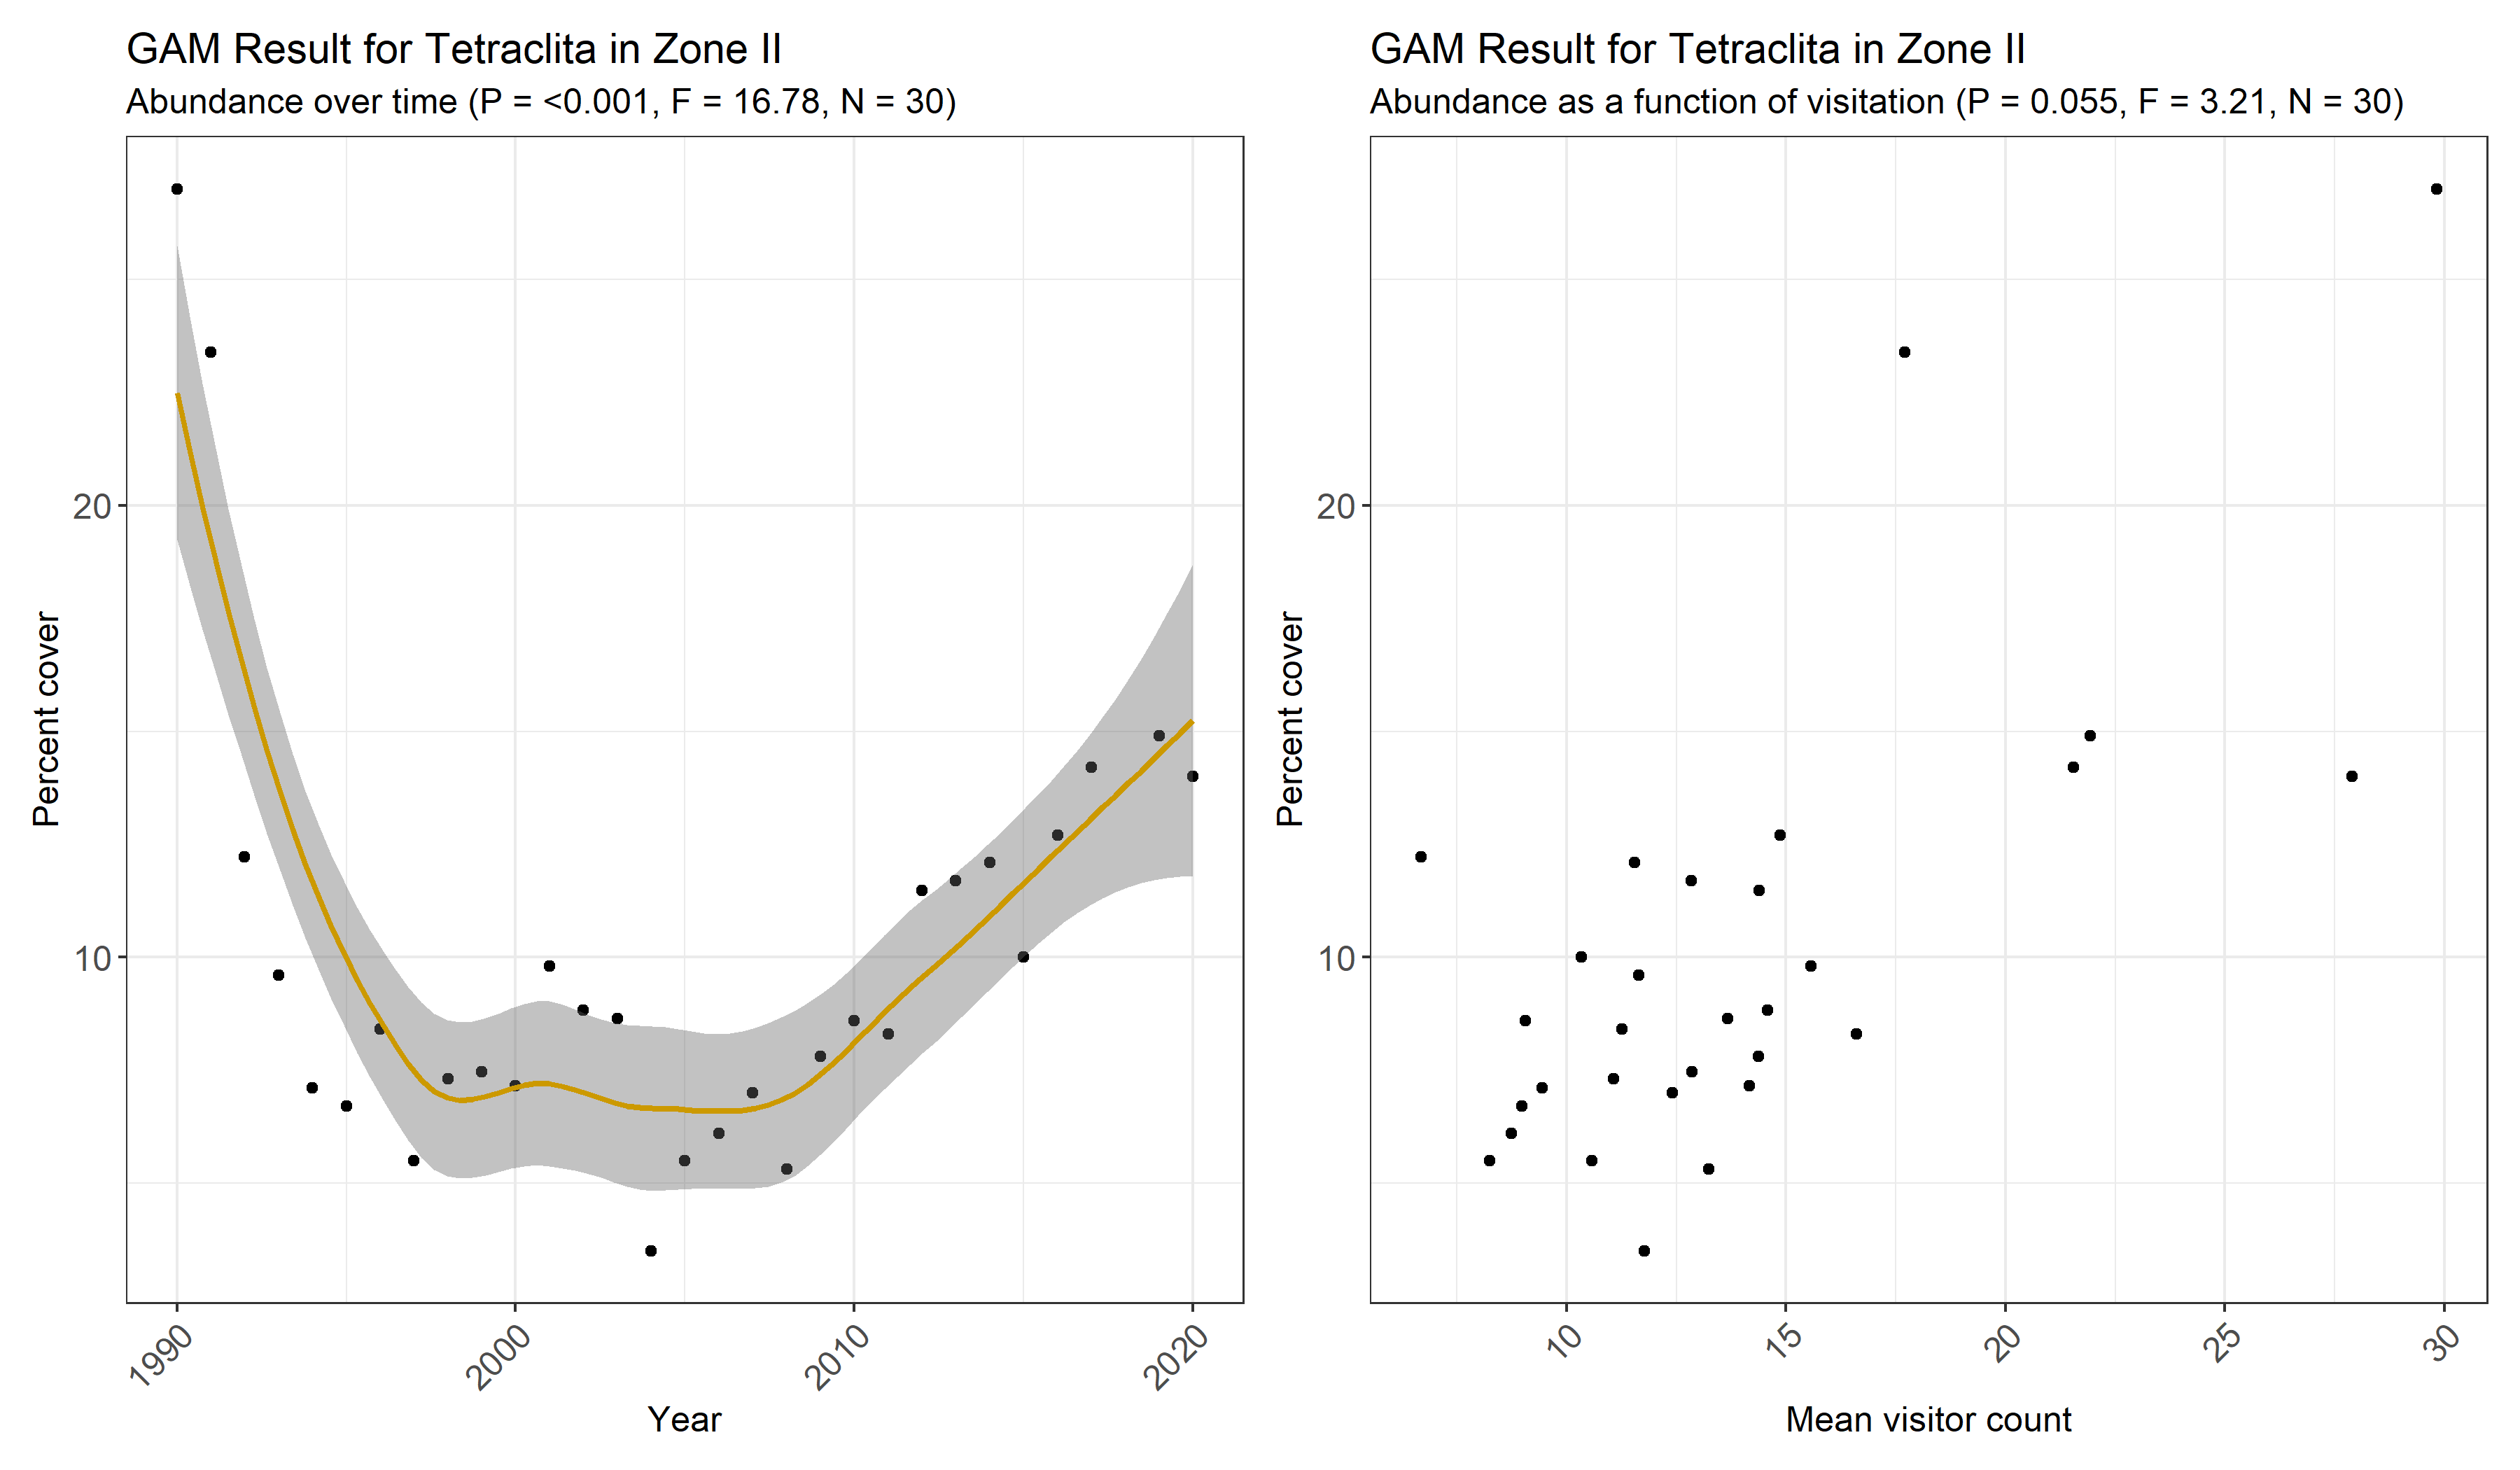 GAM Result for Tetraclita in Zone II
Abundance over time (P = <0.001, F = 16.78, N = 30)
Percent cover
20
10
1990
2000
2010
2020
Year
GAM Result for Tetraclita in Zone II
Abundance as a function of visitation (P = 0.055, F = 3.21, N = 30)
Percent cover
20
10
10
15
20
25
30
Mean visitor count